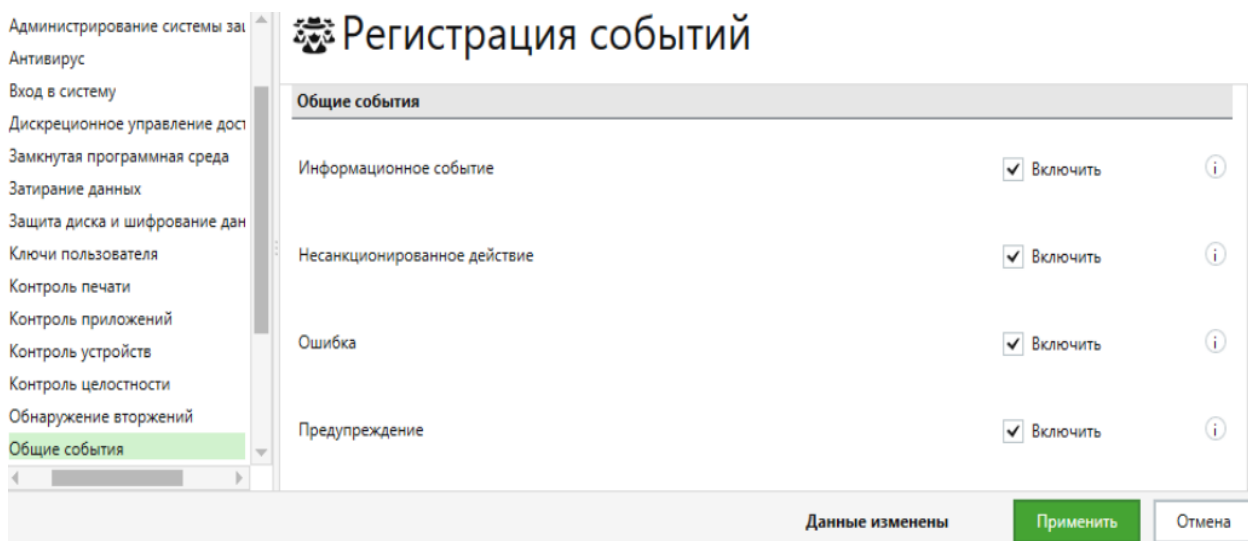 Администрирование системы защ
Антивирус
Вход в систему
Дискреционное управление дост
Замкнутая программная среда
Затирание данных
Защита диска и шифрование дан
Ключи пользователя
Контроль печати
Контроль приложений
Контроль устройств
Контроль целостности
Обнаружение вторжений
Общие события
Регистрация событий
Общие события
Информационное событие Включить
Несанкционированное действие Включить
Ошибка Включить
Предупреждение Включить
Данные изменены Применить Отмена